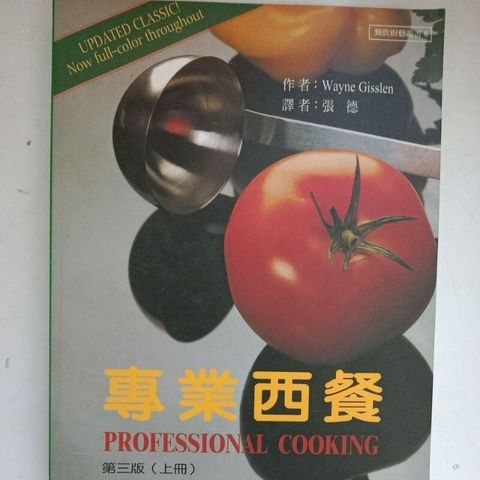 UPDATED CLASSIC!
Now full-color throughout
作者：Wayne Gisslen
譯者：張 德
專業西餐
PROFESSIONAL COOKING
第三版（上冊）